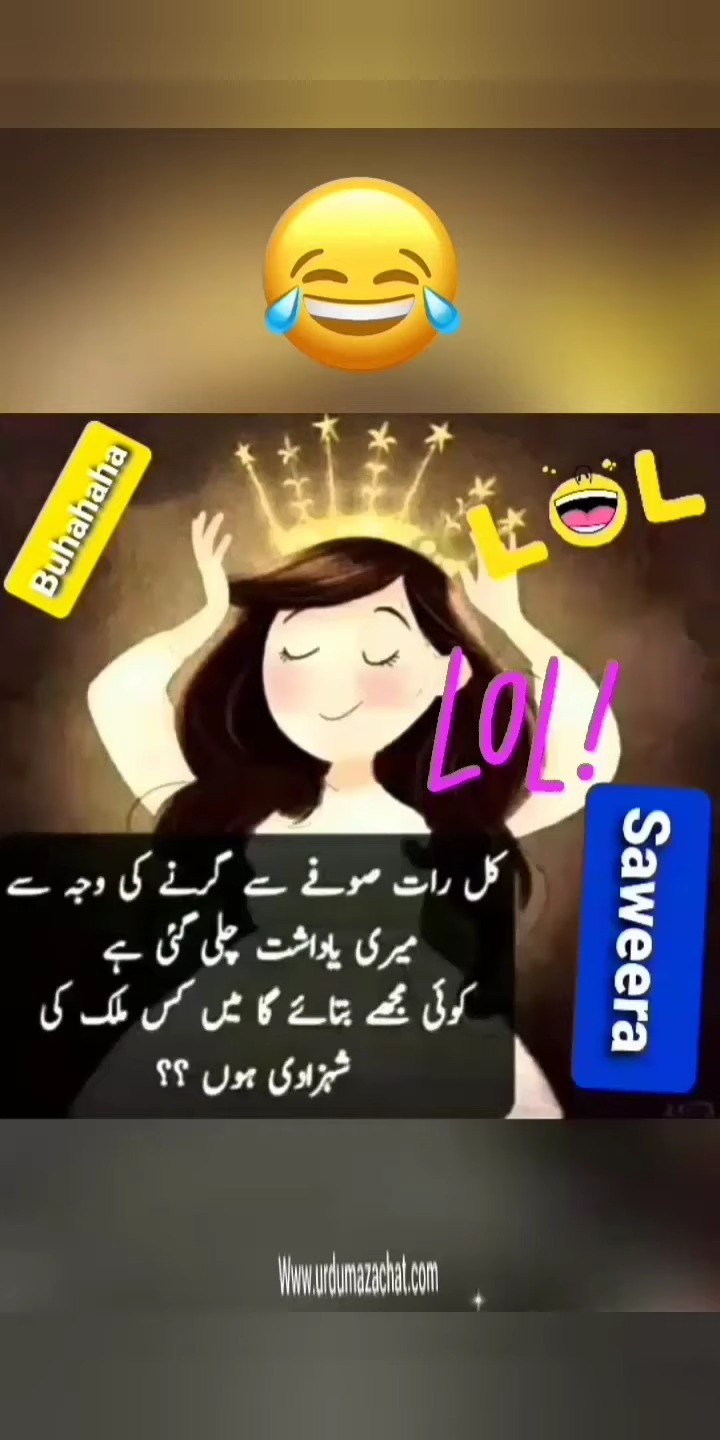 Buhahaha
LOL
LOL!
کل رات صوفے سے گرنے کی وجہ سے
میری یاداشت چلی گئی ہے
کوئی مجھے بتائے گا میں کس ملک کی
شہزادی ہوں ؟؟
Saweera
Www.urdumazachat.com